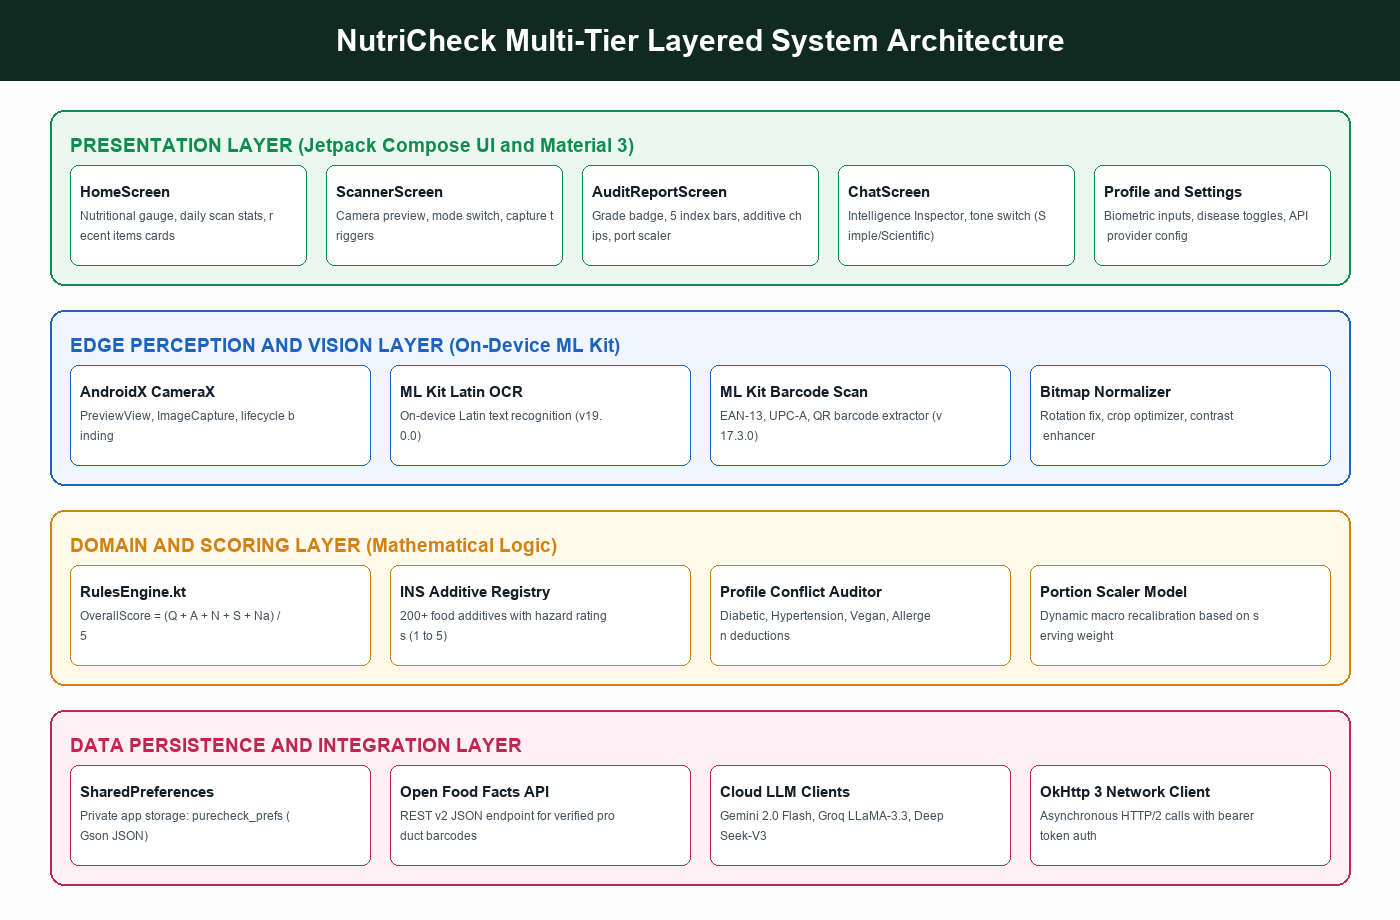 NutriCheck Multi-Tier Layered System Architecture
PRESENTATION LAYER (Jetpack Compose UI and Material 3)
HomeScreen
Nutritional gauge, daily scan stats, r
ecent items cards
ScannerScreen
Camera preview, mode switch, capture t
riggers
AuditReportScreen
Grade badge, 5 index bars, additive ch
ips, port scaler
ChatScreen
Intelligence Inspector, tone switch (S
imple/Scientific)
Profile and Settings
Biometric inputs, disease toggles, API
provider config
EDGE PERCEPTION AND VISION LAYER (On-Device ML Kit)
AndroidX CameraX
PreviewView, ImageCapture, lifecycle b
inding
ML Kit Latin OCR
On-device Latin text recognition (v19.
0.0)
ML Kit Barcode Scan
EAN-13, UPC-A, QR barcode extractor (v
17.3.0)
Bitmap Normalizer
Rotation fix, crop optimizer, contrast
enhancer
DOMAIN AND SCORING LAYER (Mathematical Logic)
RulesEngine.kt
OverallScore = (Q + A + N + S + Na) /
5
INS Additive Registry
200+ food additives with hazard rating
s (1 to 5)
Profile Conflict Auditor
Diabetic, Hypertension, Vegan, Allerge
n deductions
Portion Scaler Model
Dynamic macro recalibration based on s
erving weight
DATA PERSISTENCE AND INTEGRATION LAYER
SharedPreferences
Private app storage: purecheck_prefs (
Gson JSON)
Open Food Facts API
REST v2 JSON endpoint for verified pro
duct barcodes
Cloud LLM Clients
Gemini 2.0 Flash, Groq LLaMA-3.3, Deep
Seek-V3
OkHttp 3 Network Client
Asynchronous HTTP/2 calls with bearer
token auth